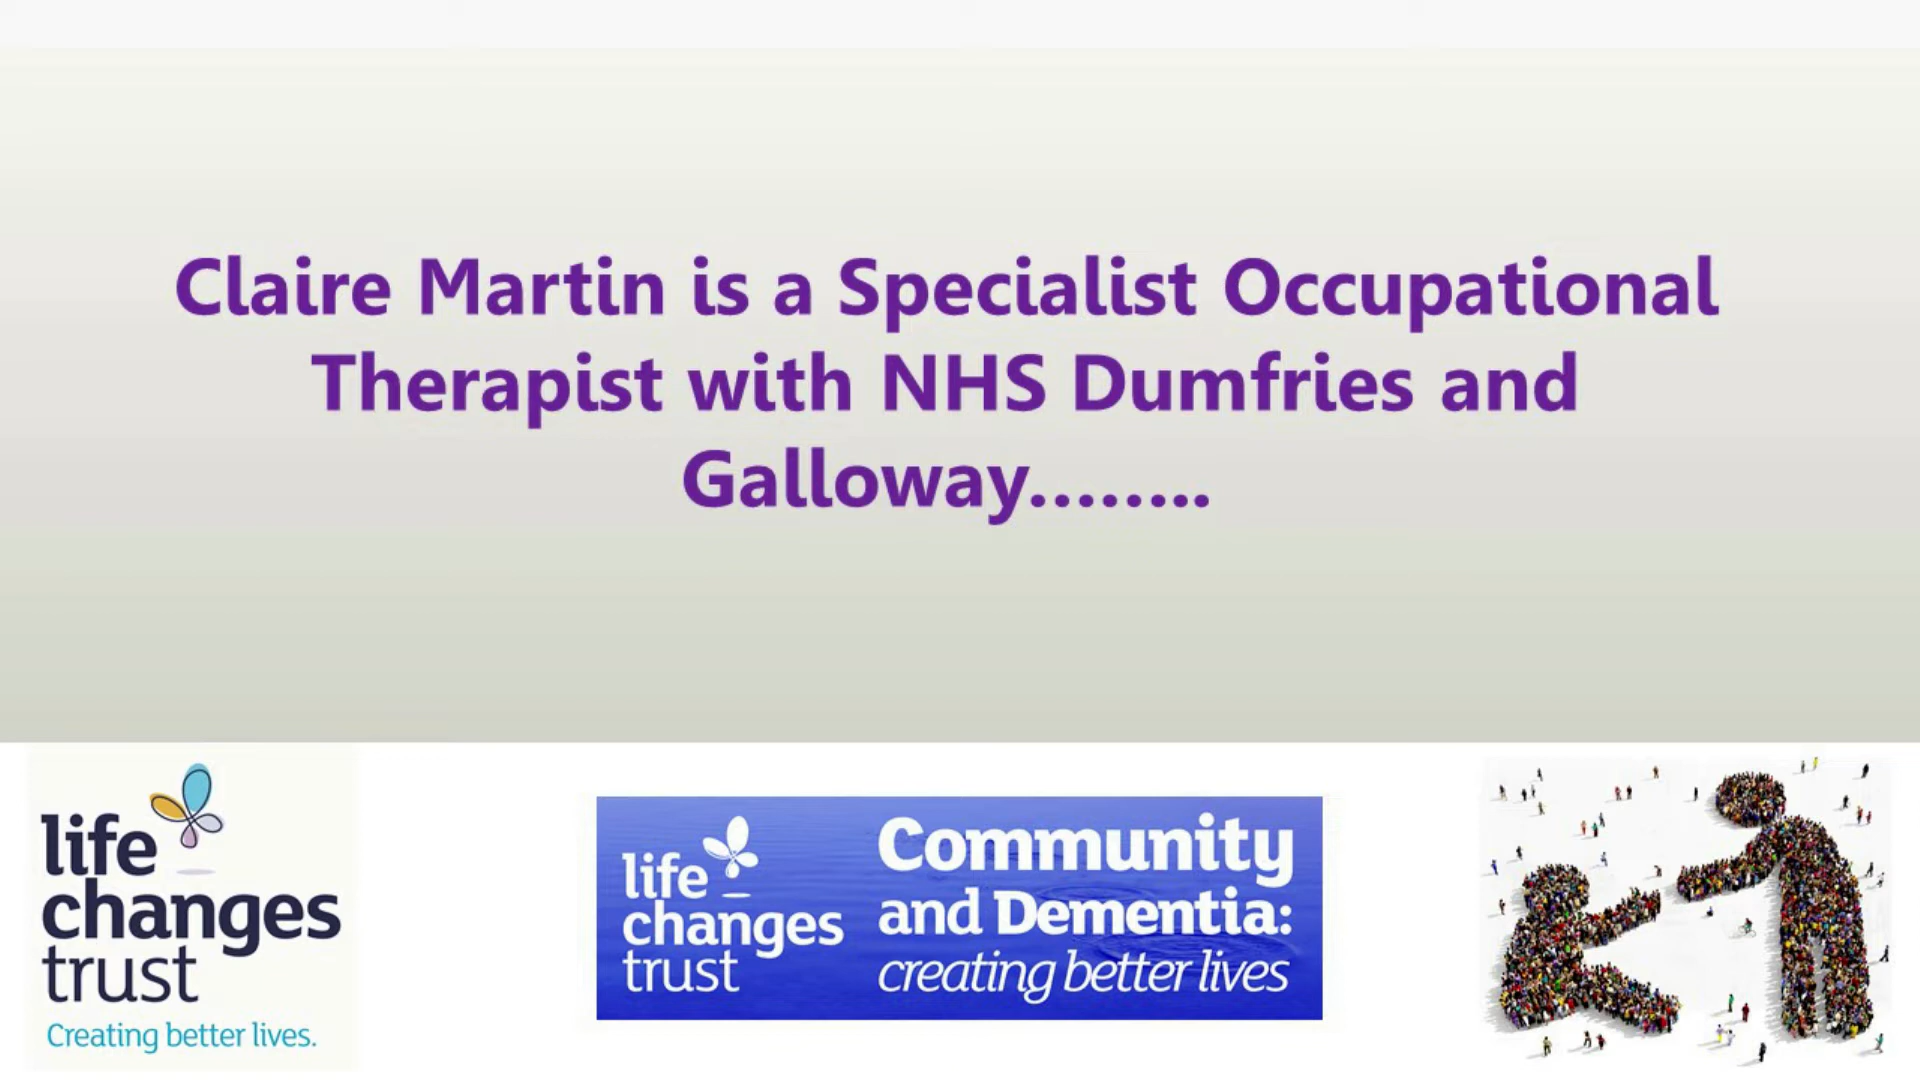 Claire Martin is a Specialist Occupational
Therapist with NHS Dumfries and
Galloway........
life
changes
trust
Creating better lives.
life
changes
trust
Community
and Dementia:
creating better lives